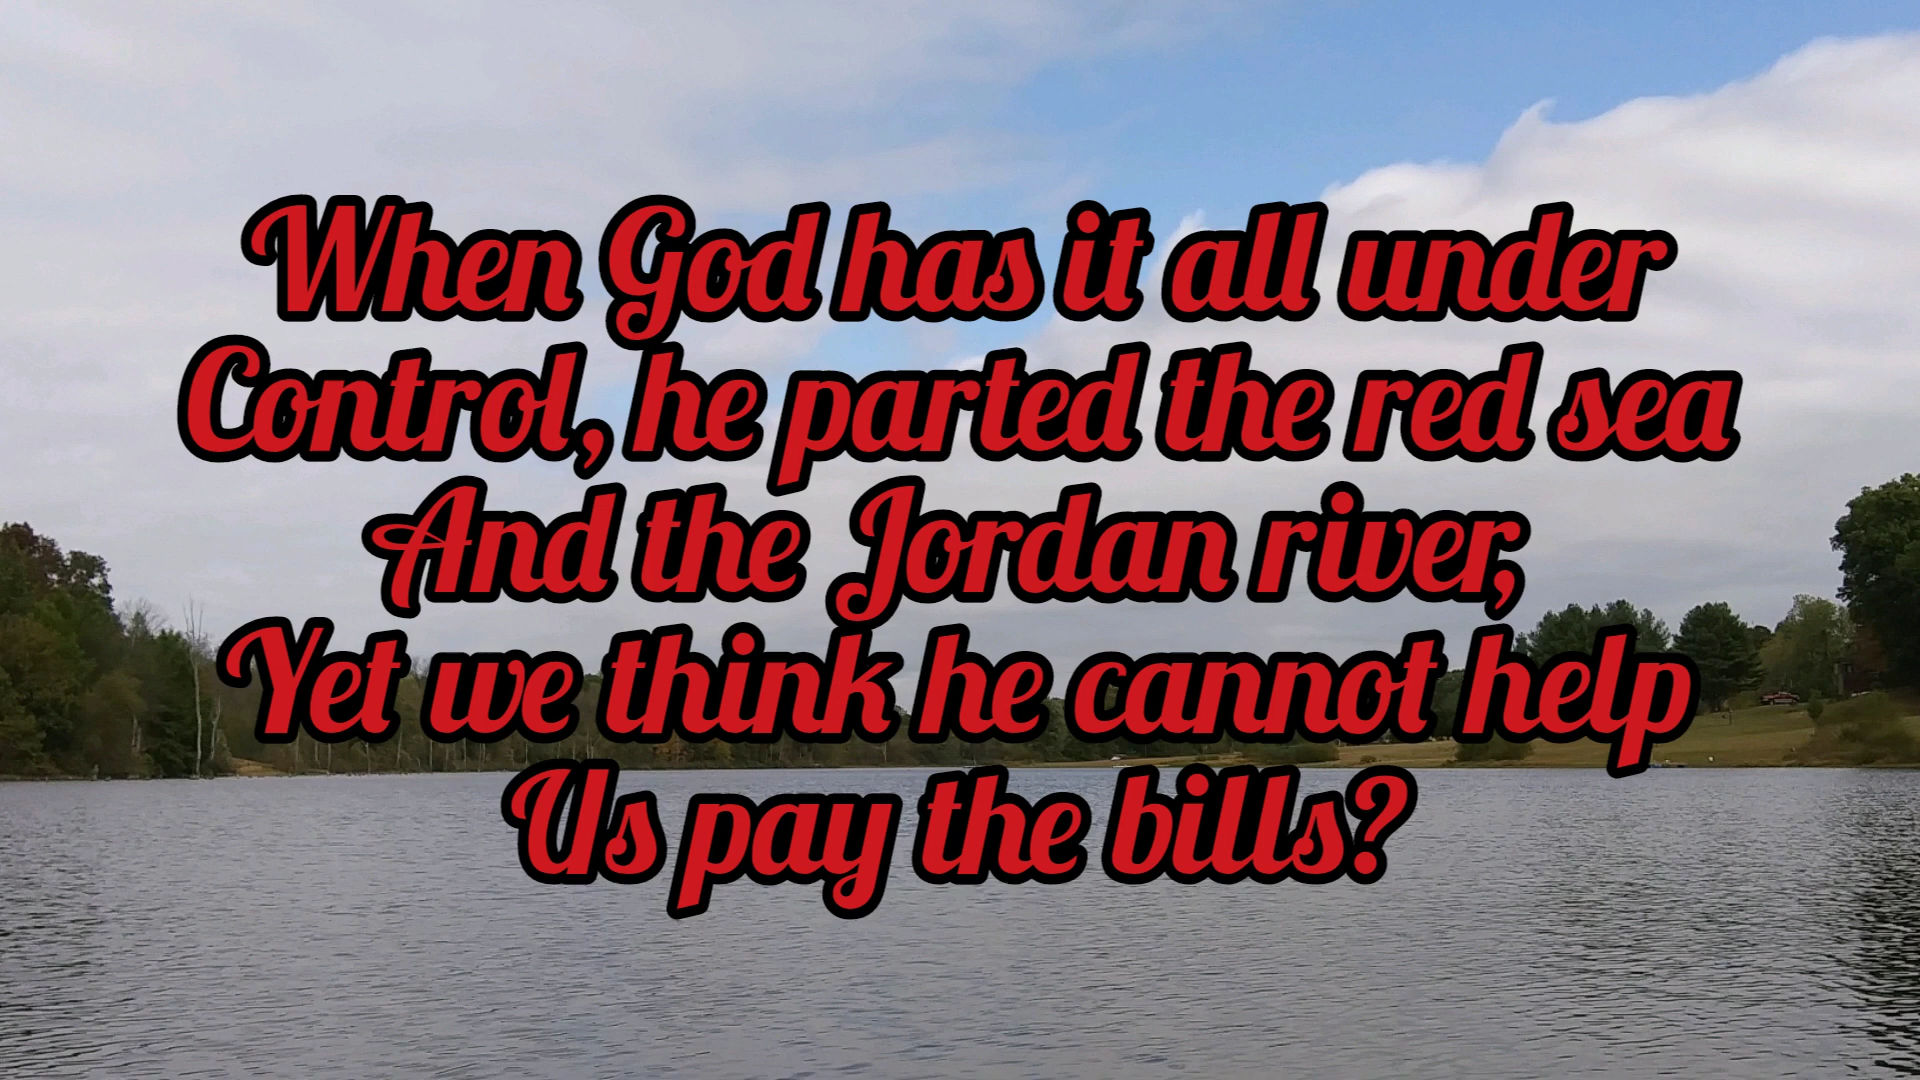 When God has it all under
Control, he parted the red sea
And the Jordan river,
Yet we think he cannot help
Us pay the bills?